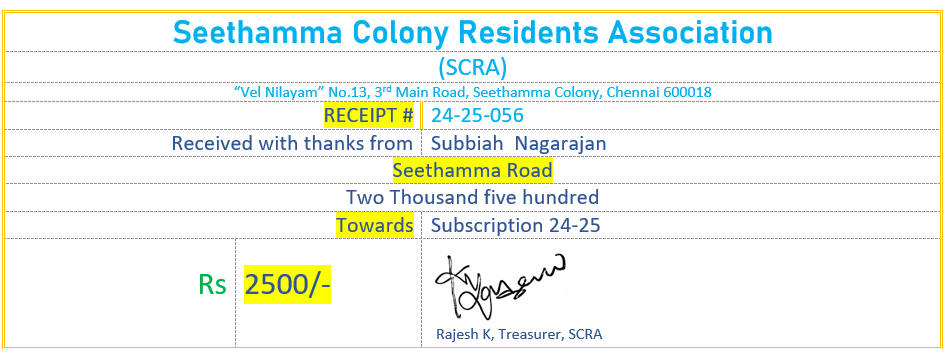 Seethamma Colony Residents Association
(SCRA)
“Vel Nilayam” No.13, 3rd Main Road, Seethamma Colony, Chennai 600018
RECEIPT # 24-25-056
Received with thanks from Subbiah Nagarajan
Seethamma Road
Two Thousand five hundred
Towards Subscription 24-25
Rs 2500/-
Rajesh K, Treasurer, SCRA